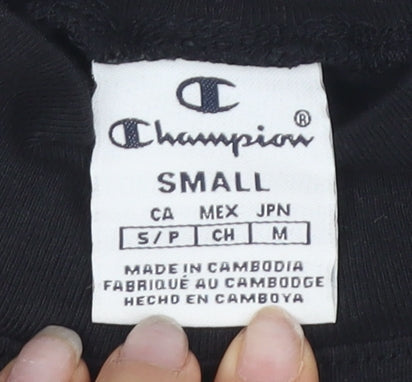 C
Champion®
SMALL
CA MEX JPN
S/P CH M
MADE IN CAMBODIA
FABRIQUÉ AU CAMBODGE
HECHO EN CAMBOYA